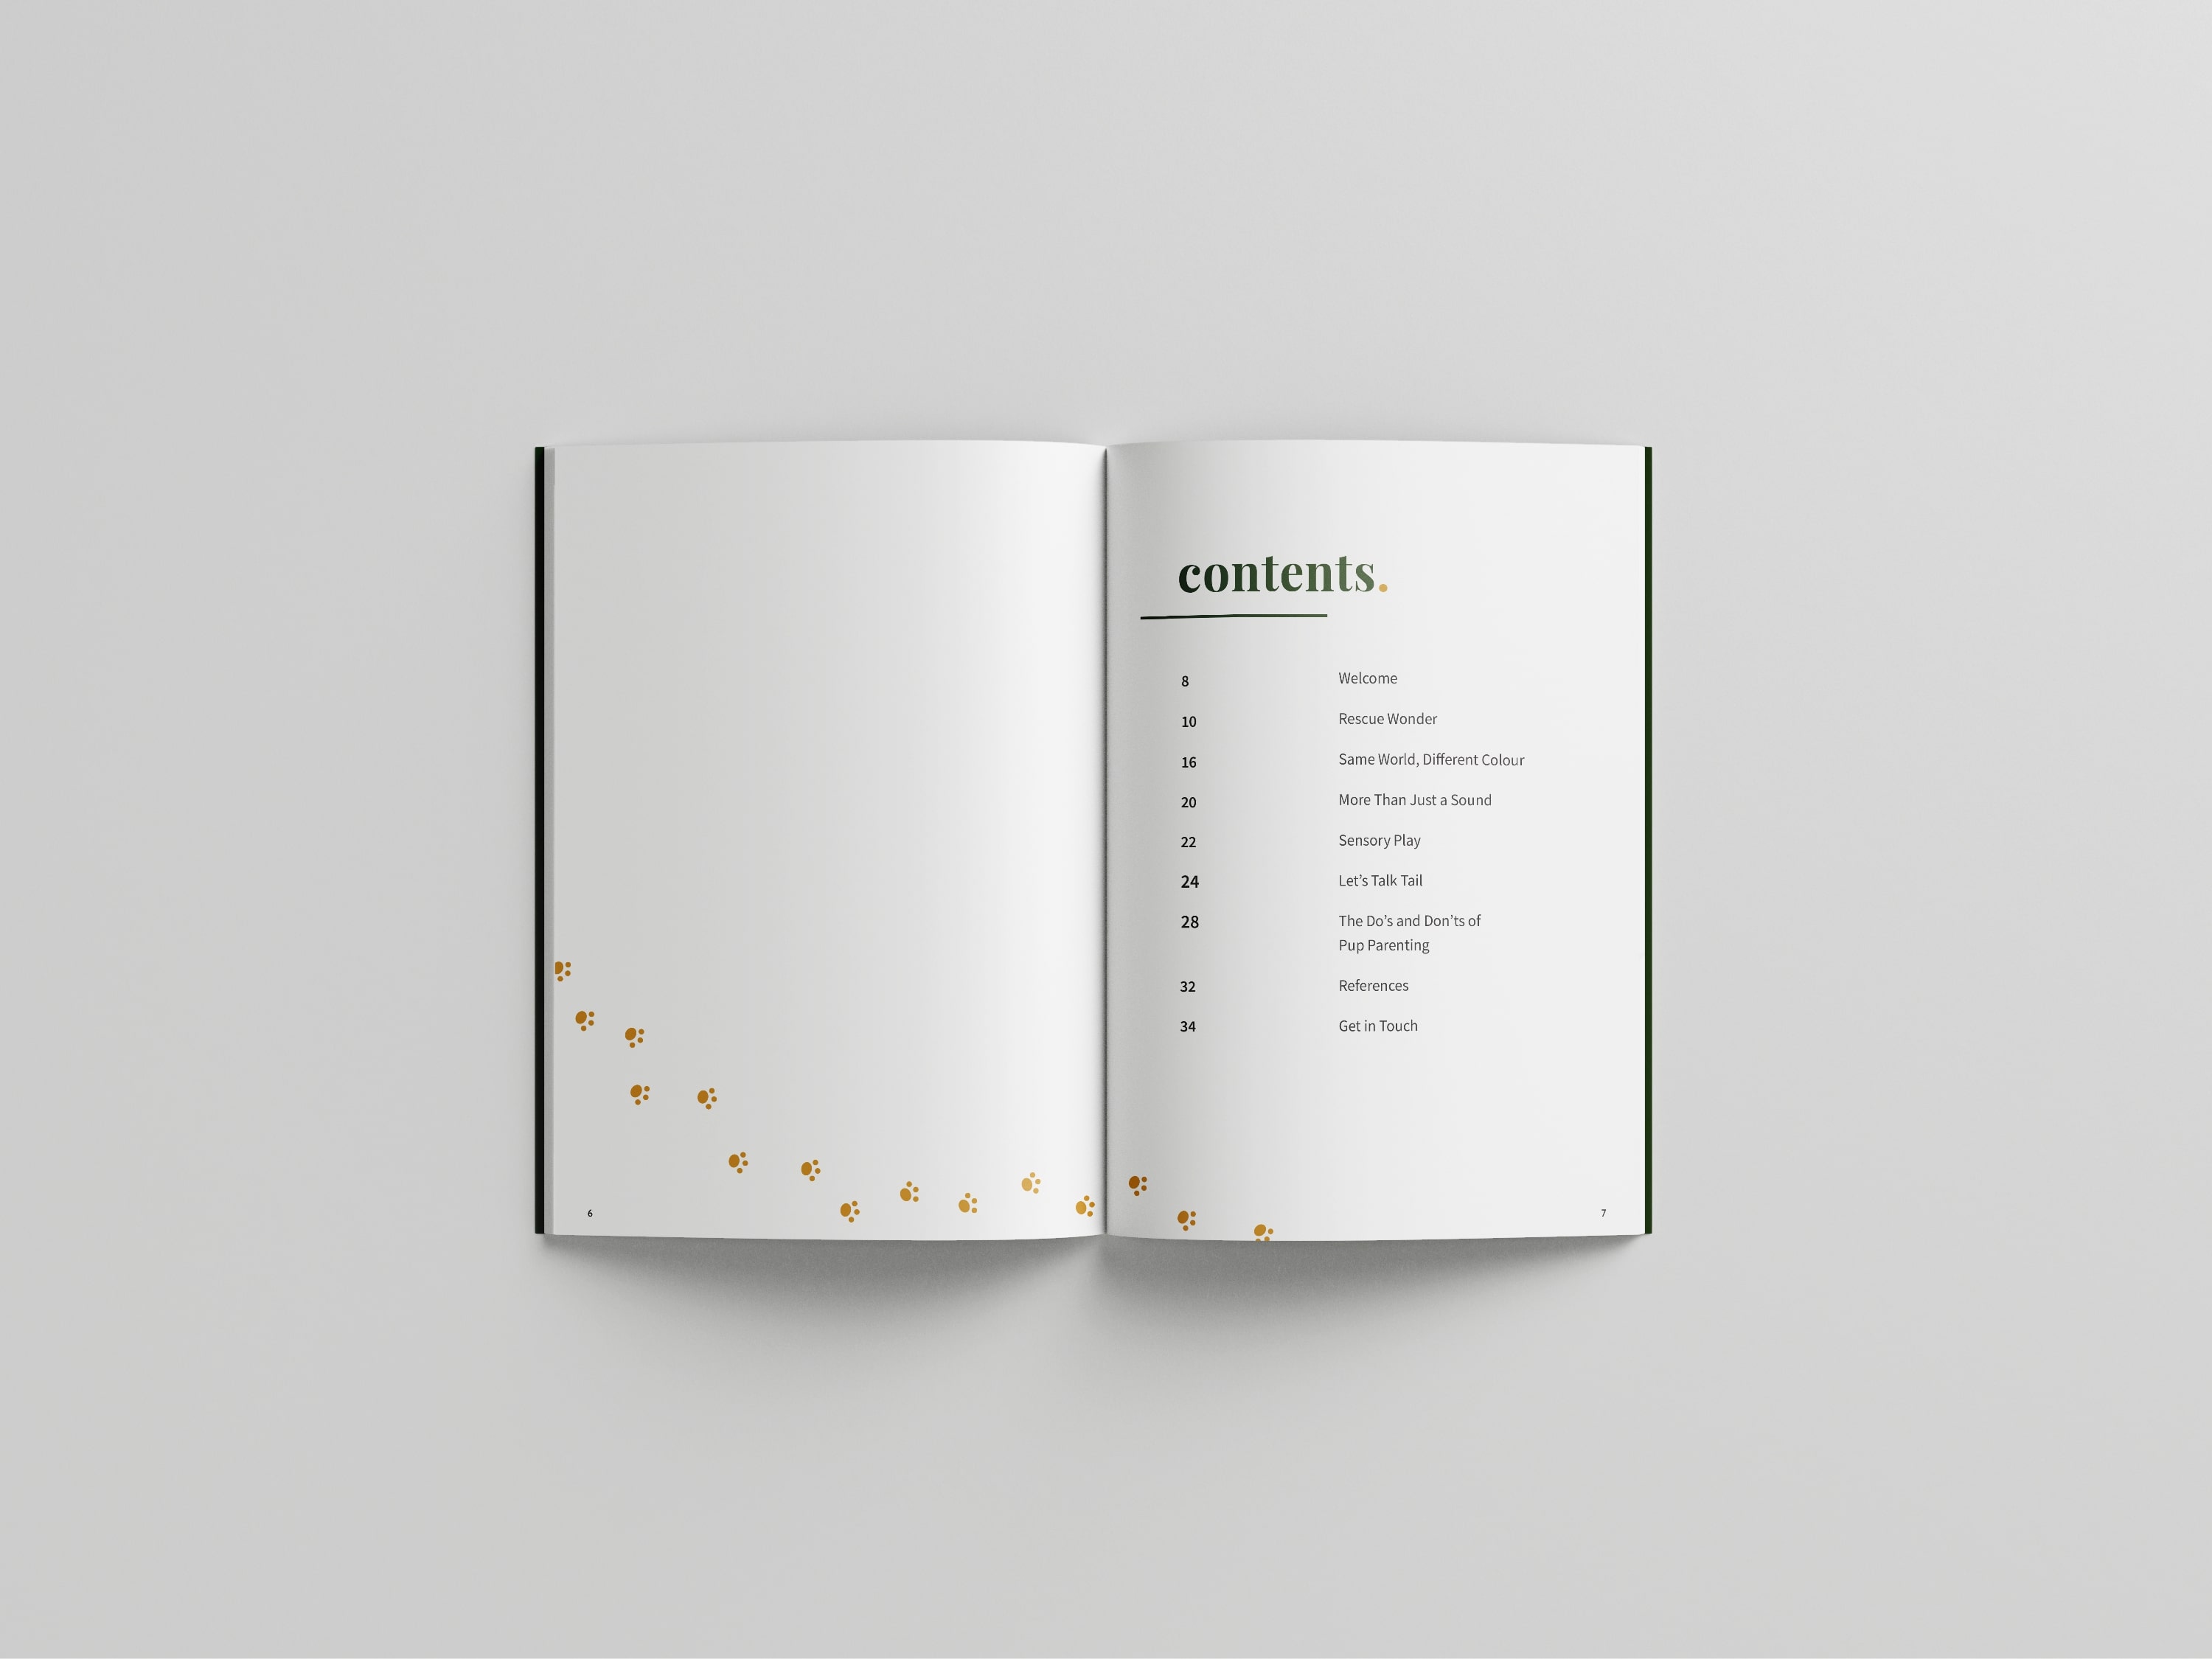 contents.
8 Welcome
10 Rescue Wonder
16 Same World, Different Colour
20 More Than Just a Sound
22 Sensory Play
24 Let’s Talk Tail
28 The Do’s and Don’ts of
Pup Parenting
32 References
34 Get in Touch
6
7